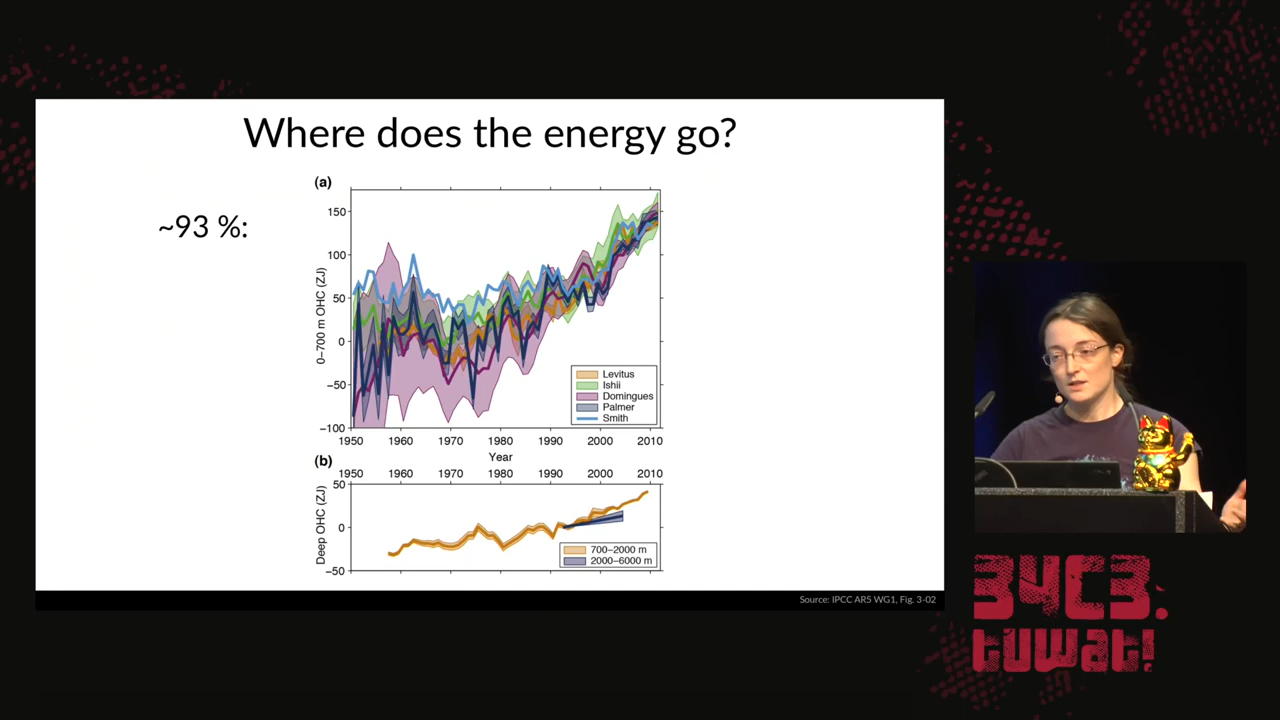 Where does the energy go?
~93 %:
(a)
150
100
50
0
−50
−100
0−700 m OHC (ZJ)
Levitus
Ishii
Domingues
Palmer
Smith
1950 1960 1970 1980 1990 2000 2010
Year
(b)
1950 1960 1970 1980 1990 2000 2010
50
0
−50
Deep OHC (ZJ)
700−2000 m
2000−6000 m
Source: IPCC AR5 WG1, Fig. 3-02
34C3.
tuwat!